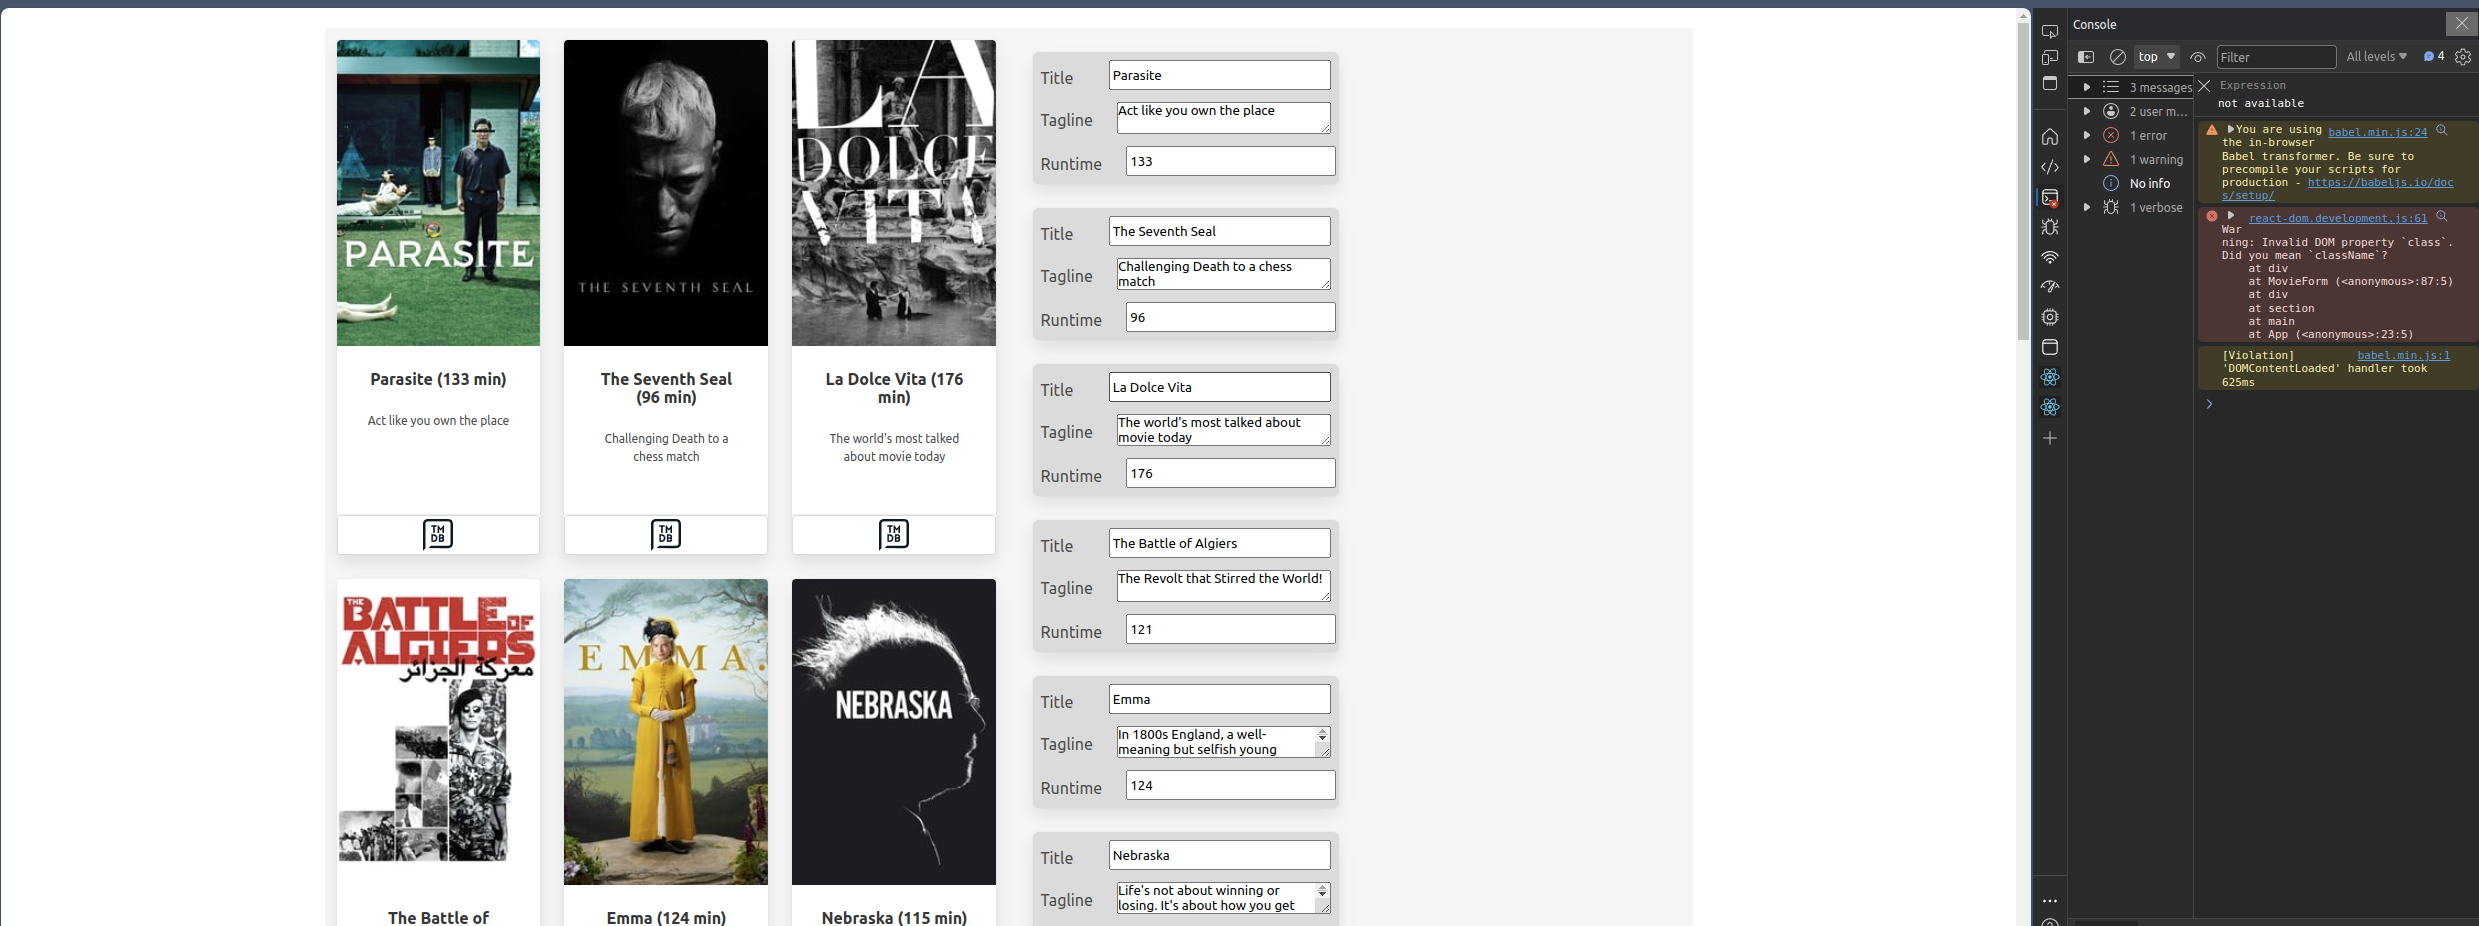 PARASITE
Parasite (133 min)
Act like you own the place
TM
DB
THE SEVENTH SEAL
The Seventh Seal
(96 min)
Challenging Death to a
chess match
TM
DB
LA
DOLCE
VITA
La Dolce Vita (176
min)
The world's most talked
about movie today
TM
DB
THE
BATTLE OF
ALGIERS
معركة الجزائر
The Battle of
EMMA.
Emma (124 min)
NEBRASKA
Nebraska (115 min)
Title
Parasite
Tagline
Act like you own the place
Runtime
133
Title
The Seventh Seal
Tagline
Challenging Death to a chess
match
Runtime
96
Title
La Dolce Vita
Tagline
The world's most talked about
movie today
Runtime
176
Title
The Battle of Algiers
Tagline
The Revolt that Stirred the World!
Runtime
121
Title
Emma
Tagline
In 1800s England, a well-
meaning but selfish young
Runtime
124
Title
Nebraska
Tagline
Life's not about winning or
losing. It's about how you get
Console
top
Filter
All levels
4
3 messages
2 user m...
1 error
1 warning
No info
1 verbose
Expression
not available
You are using babel.min.js:24
the in-browser
Babel transformer. Be sure to
precompile your scripts for
production - https://babeljs.io/doc
s/setup/
react-dom.development.js:61
War
ning: Invalid DOM property `class`.
Did you mean `className`?
at div
at MovieForm (<anonymous>:87:5)
at div
at section
at main
at App (<anonymous>:23:5)
[Violation] babel.min.js:1
'DOMContentLoaded' handler took
625ms